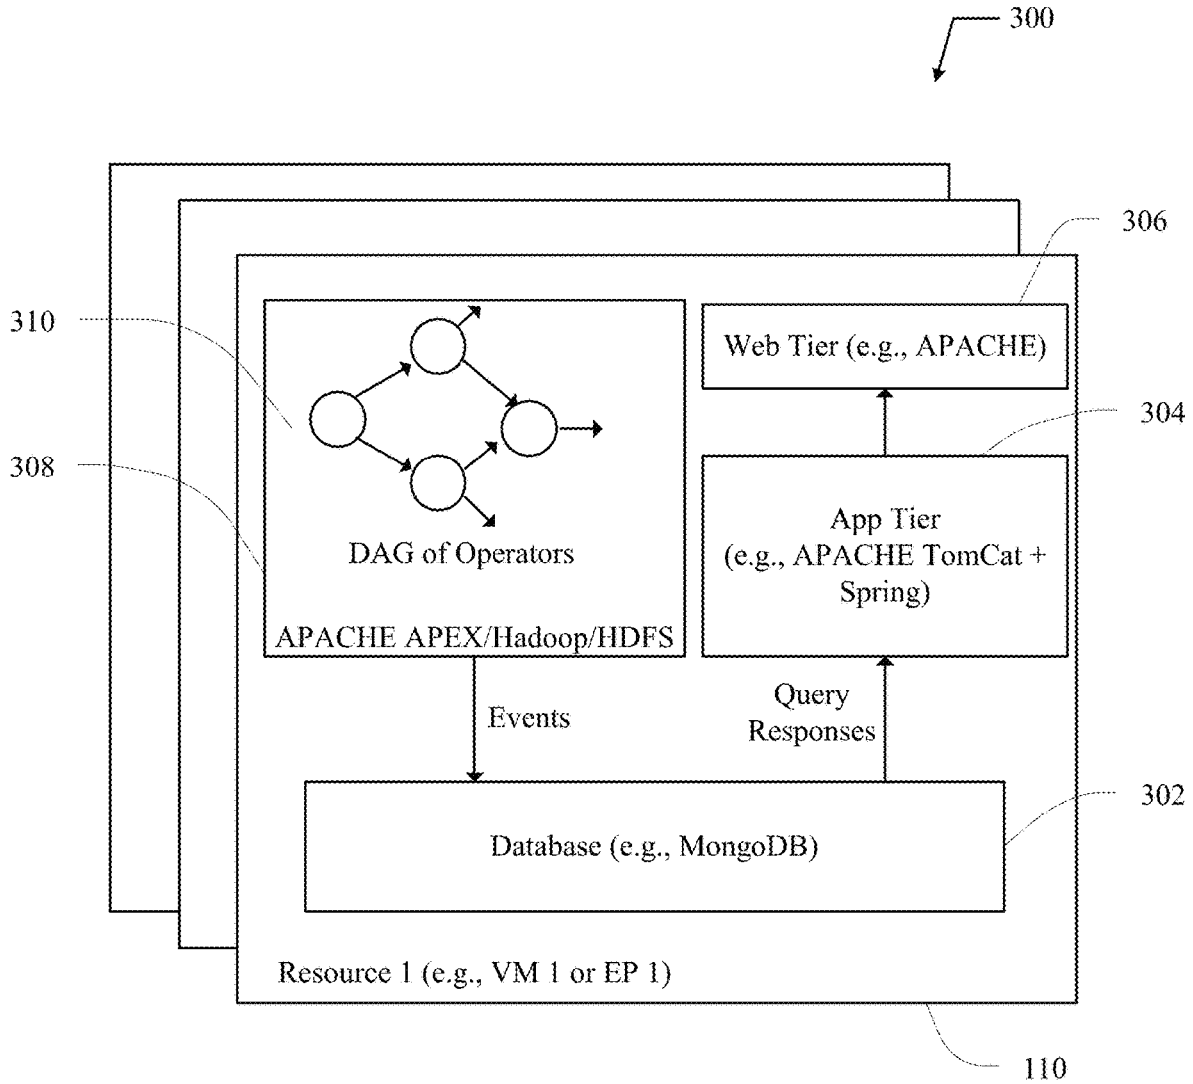 300
306
310
Web Tier (e.g., APACHE)
304
308
App Tier
(e.g., APACHE TomCat +
Spring)
DAG of Operators
APACHE APEX/Hadoop/HDFS
Events
Query
Responses
302
Database (e.g., MongoDB)
Resource 1 (e.g., VM 1 or EP 1)
110